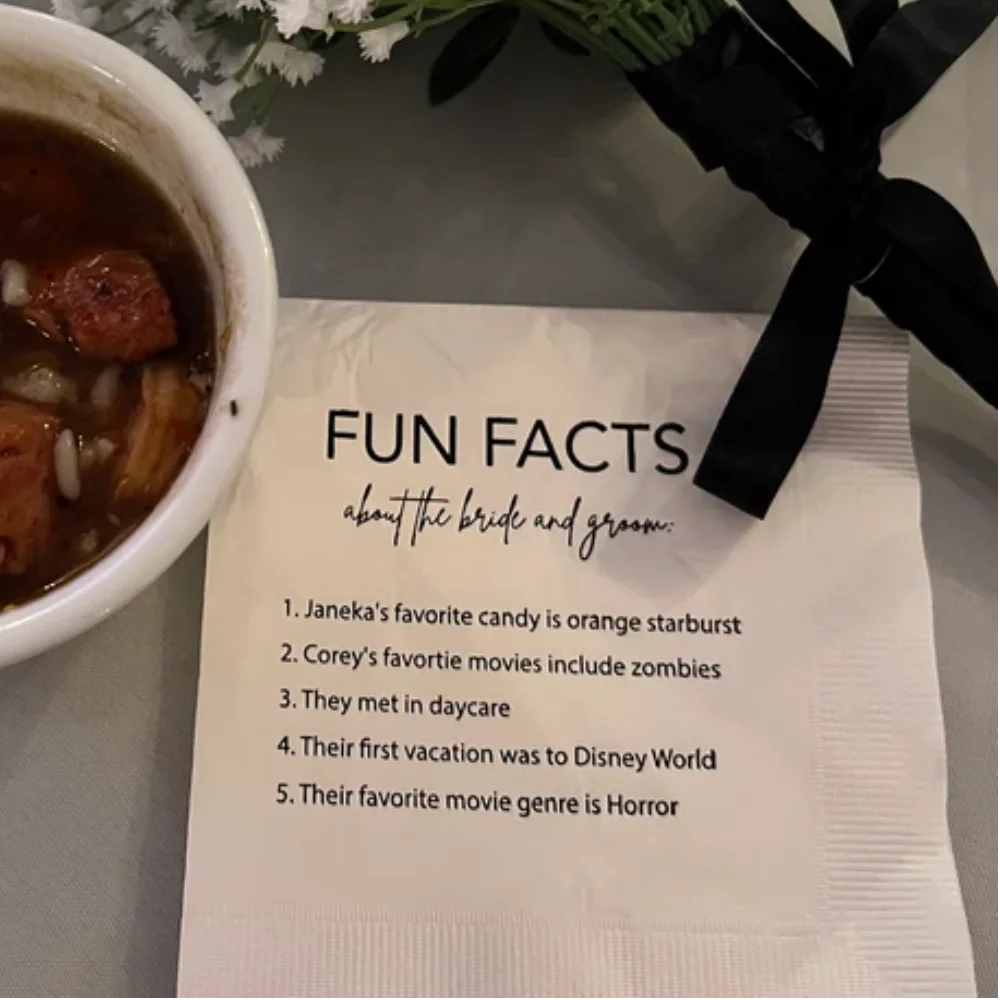 FUN FACTS
about the bride and groom:
1. Janeka's favorite candy is orange starburst
2. Corey's favortie movies include zombies
3. They met in daycare
4. Their first vacation was to Disney World
5. Their favorite movie genre is Horror